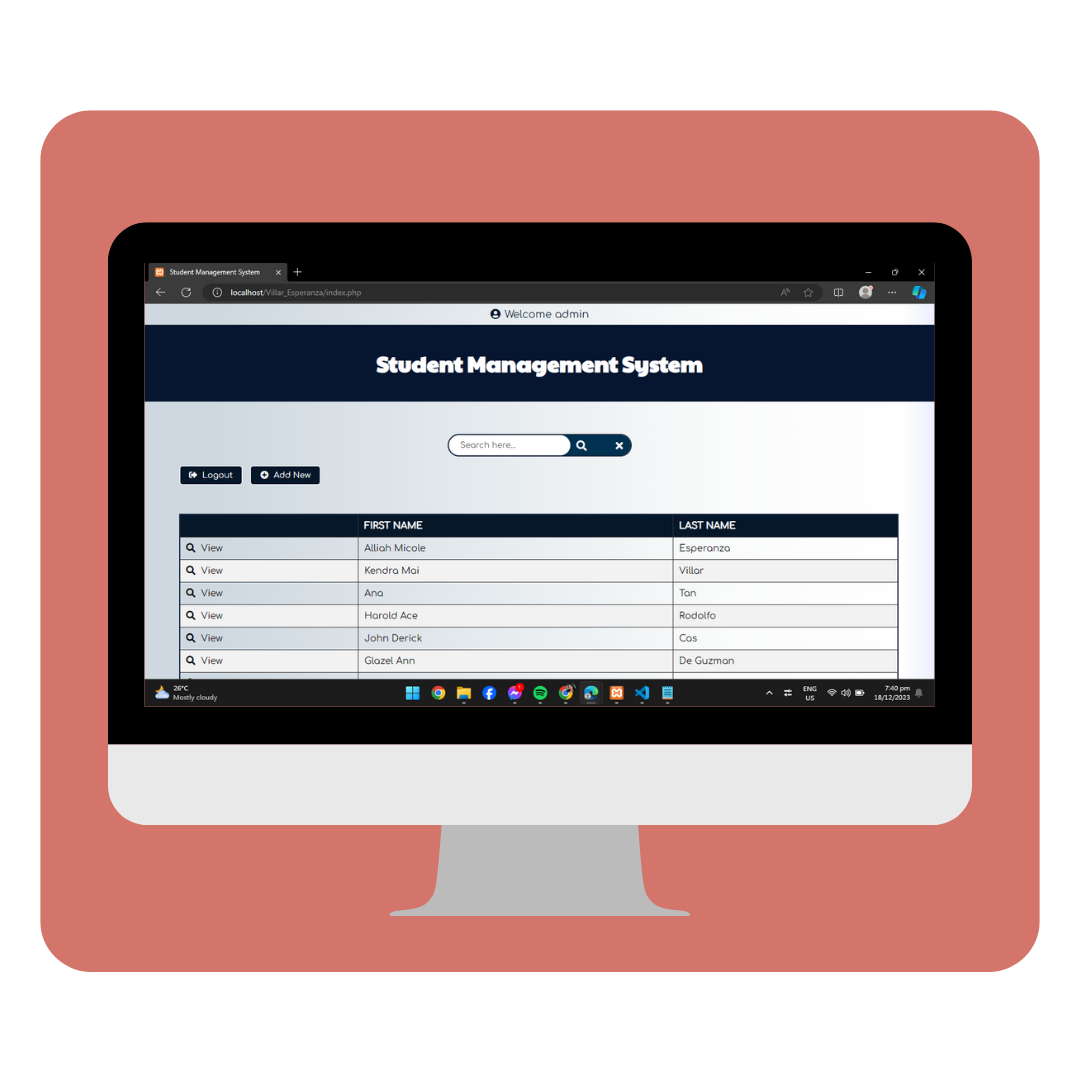 Student Management System
localhost/Villar_Esperanza/index.php
Welcome admin
Student Management System
Search here...
Logout Add New
FIRST NAME LAST NAME
View Alliah Micole Esperanza
View Kendra Mai Villar
View Ana Tan
View Harold Ace Rodolfo
View John Derick Cas
View Glazel Ann De Guzman
26°C
Mostly cloudy
ENG
US
7:40 pm
18/12/2023